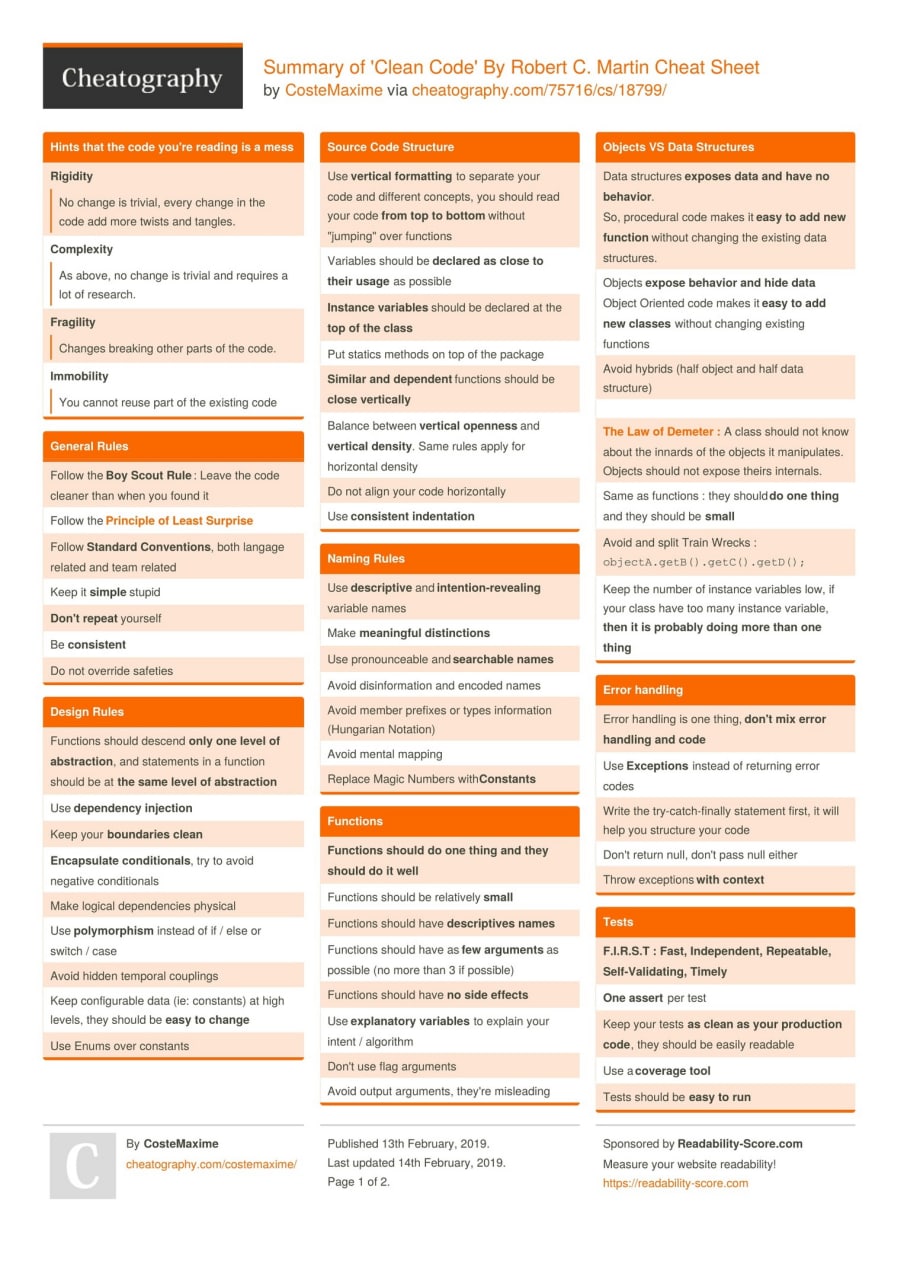 Cheatography
Summary of 'Clean Code' By Robert C. Martin Cheat Sheet
by CosteMaxime via cheatography.com/75716/cs/18799/
Hints that the code you're reading is a mess
Rigidity
No change is trivial, every change in the
code add more twists and tangles.
Complexity
As above, no change is trivial and requires a
lot of research.
Fragility
Changes breaking other parts of the code.
Immobility
You cannot reuse part of the existing code
General Rules
Follow the Boy Scout Rule : Leave the code
cleaner than when you found it
Follow the Principle of Least Surprise
Follow Standard Conventions, both langage
related and team related
Keep it simple stupid
Don't repeat yourself
Be consistent
Do not override safeties
Design Rules
Functions should descend only one level of
abstraction, and statements in a function
should be at the same level of abstraction
Use dependency injection
Keep your boundaries clean
Encapsulate conditionals, try to avoid
negative conditionals
Make logical dependencies physical
Use polymorphism instead of if / else or
switch / case
Avoid hidden temporal couplings
Keep configurable data (ie: constants) at high
levels, they should be easy to change
Use Enums over constants
Source Code Structure
Use vertical formatting to separate your
code and different concepts, you should read
your code from top to bottom without
"jumping" over functions
Variables should be declared as close to
their usage as possible
Instance variables should be declared at the
top of the class
Put statics methods on top of the package
Similar and dependent functions should be
close vertically
Balance between vertical openness and
vertical density. Same rules apply for
horizontal density
Do not align your code horizontally
Use consistent indentation
Naming Rules
Use descriptive and intention-revealing
variable names
Make meaningful distinctions
Use pronounceable and searchable names
Avoid disinformation and encoded names
Avoid member prefixes or types information
(Hungarian Notation)
Avoid mental mapping
Replace Magic Numbers with Constants
Functions
Functions should do one thing and they
should do it well
Functions should be relatively small
Functions should have descriptives names
Functions should have as few arguments as
possible (no more than 3 if possible)
Functions should have no side effects
Use explanatory variables to explain your
intent / algorithm
Don't use flag arguments
Avoid output arguments, they're misleading
Objects VS Data Structures
Data structures exposes data and have no
behavior.
So, procedural code makes it easy to add new
function without changing the existing data
structures.
Objects expose behavior and hide data
Object Oriented code makes it easy to add
new classes without changing existing
functions
Avoid hybrids (half object and half data
structure)
The Law of Demeter : A class should not know
about the innards of the objects it manipulates.
Objects should not expose theirs internals.
Same as functions : they should do one thing
and they should be small
Avoid and split Train Wrecks :
objectA.getB().getC().getD();
Keep the number of instance variables low, if
your class have too many instance variable,
then it is probably doing more than one
thing
Error handling
Error handling is one thing, don't mix error
handling and code
Use Exceptions instead of returning error
codes
Write the try-catch-finally statement first, it will
help you structure your code
Don't return null, don't pass null either
Throw exceptions with context
Tests
F.I.R.S.T : Fast, Independent, Repeatable,
Self-Validating, Timely
One assert per test
Keep your tests as clean as your production
code, they should be easily readable
Use a coverage tool
Tests should be easy to run
C
By CosteMaxime
cheatography.com/costemaxime/
Published 13th February, 2019.
Last updated 14th February, 2019.
Page 1 of 2.
Sponsored by Readability-Score.com
Measure your website readability!
https://readability-score.com